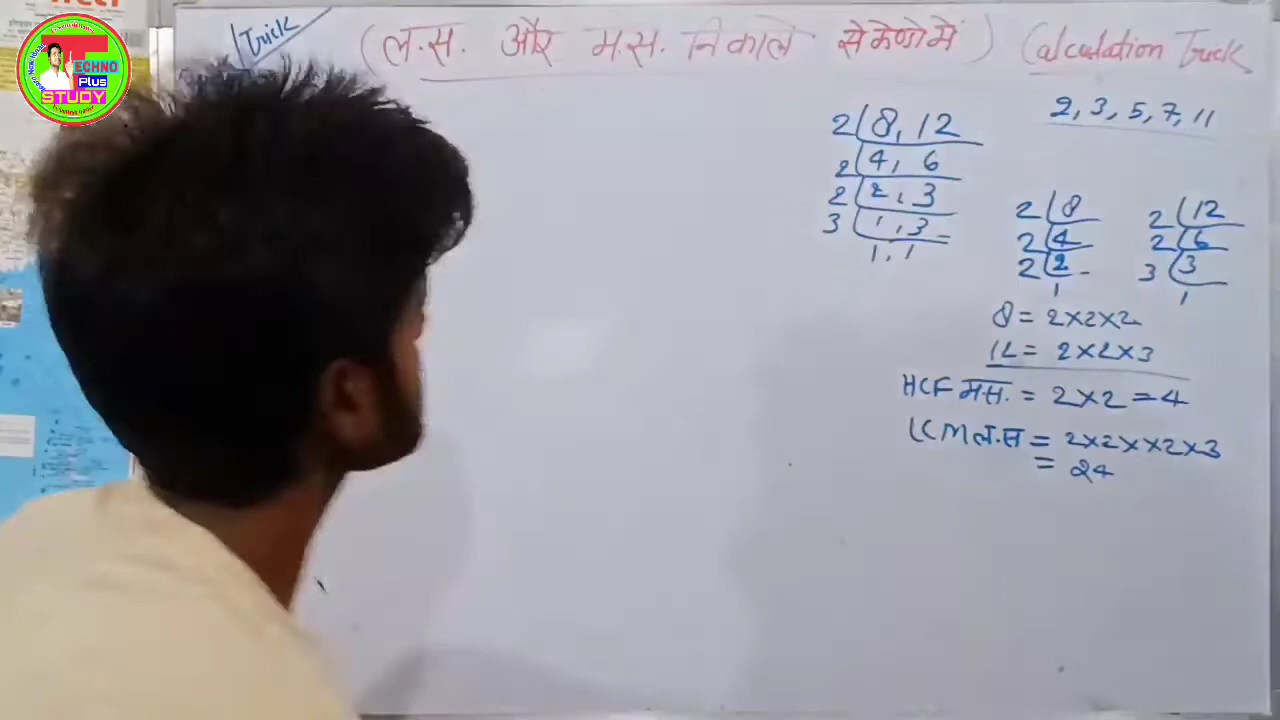 Trick
(ल.स. और म.स. निकाले सेकेण्डो में) Calculation Trick
TECHNO
Plus
STUDY
2, 3, 5, 7, 11
2 | 8, 12
2 | 4, 6
2 | 2, 3
3 | 1, 3
1, 1
2 | 8
2 | 4
2 | 2
1
2 | 12
2 | 6
3 | 3
1
8 = 2×2×2
12 = 2×2×3
HCF म.स. = 2×2 = 4
LCM ल.स = 2×2××2×3
= 24